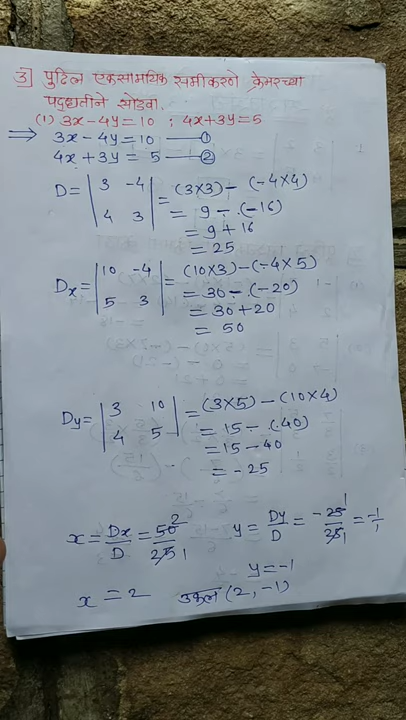 3] पुढिल एकसामयिक समीकरणे क्रेमरच्या
पद्धतीने सोडवा.
(1) 3x-4y=10 ; 4x+3y=5
⇒ 3x-4y=10 —①
4x+3y= 5 —②
D= | 3 -4 | = (3×3) - (-4×4)
| 4 3 | = 9 - (-16)
= 9+16
= 25
Dx= | 10 -4 | = (10×3) - (-4×5)
| 5 3 | = 30 - (-20)
= 30+20
= 50
Dy= | 3 10 | = (3×5) - (10×4)
| 4 5 | = 15 - (40)
= 15-40
= -25
x = Dx/D = 50 2/25 1 y = Dy/D = -25 1/25 1 = -1/1
y=-1
x = 2 उकल (2, -1)